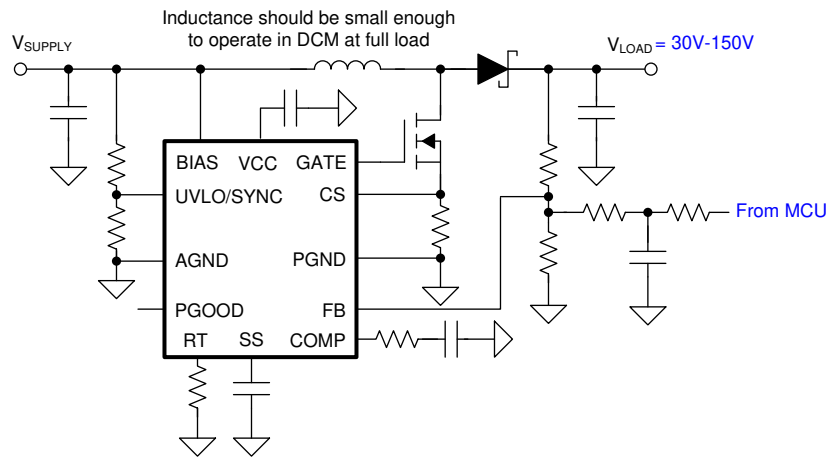 Inductance should be small enough
to operate in DCM at full load
VSUPPLY
VLOAD = 30V-150V
BIAS
VCC
GATE
UVLO/SYNC
CS
From MCU
AGND
PGND
PGOOD
FB
RT
SS
COMP